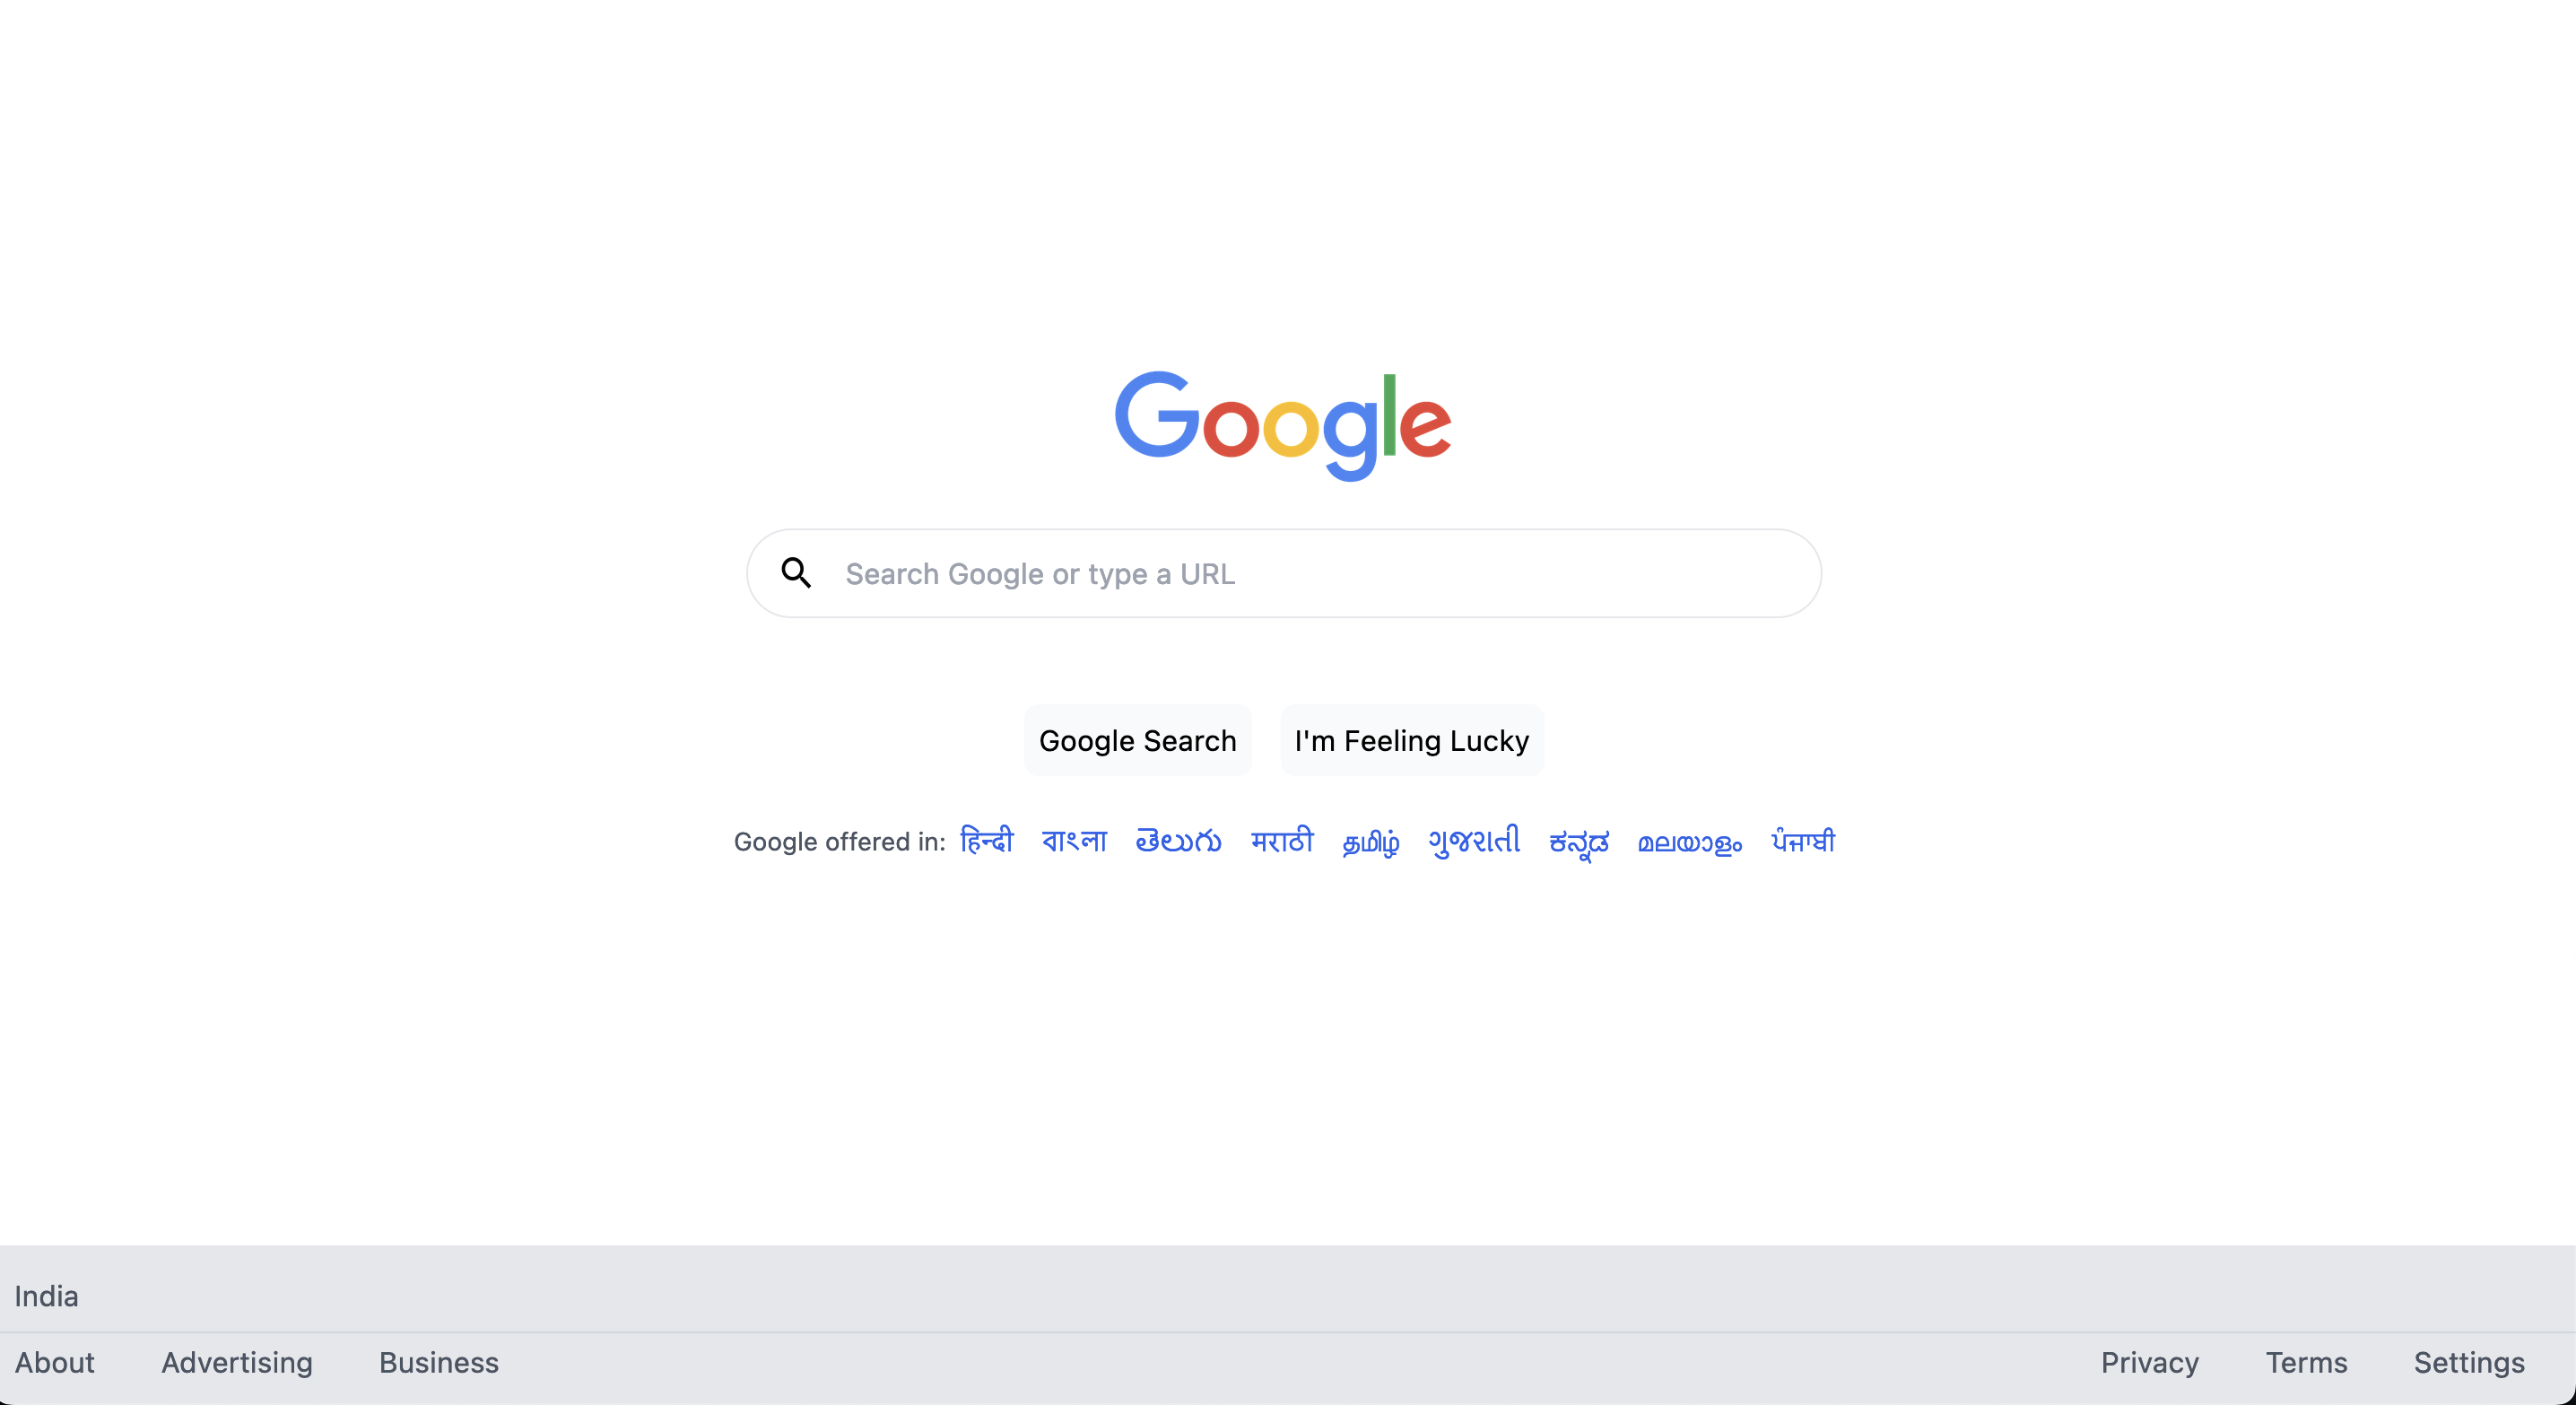 Google
Search Google or type a URL
Google Search I'm Feeling Lucky
Google offered in: हिन्दी বাংলা తెలుగు मराठी தமிழ் ગુજરાતી ಕನ್ನಡ മലയാളം ਪੰਜਾਬੀ
India
About Advertising Business Privacy Terms Settings